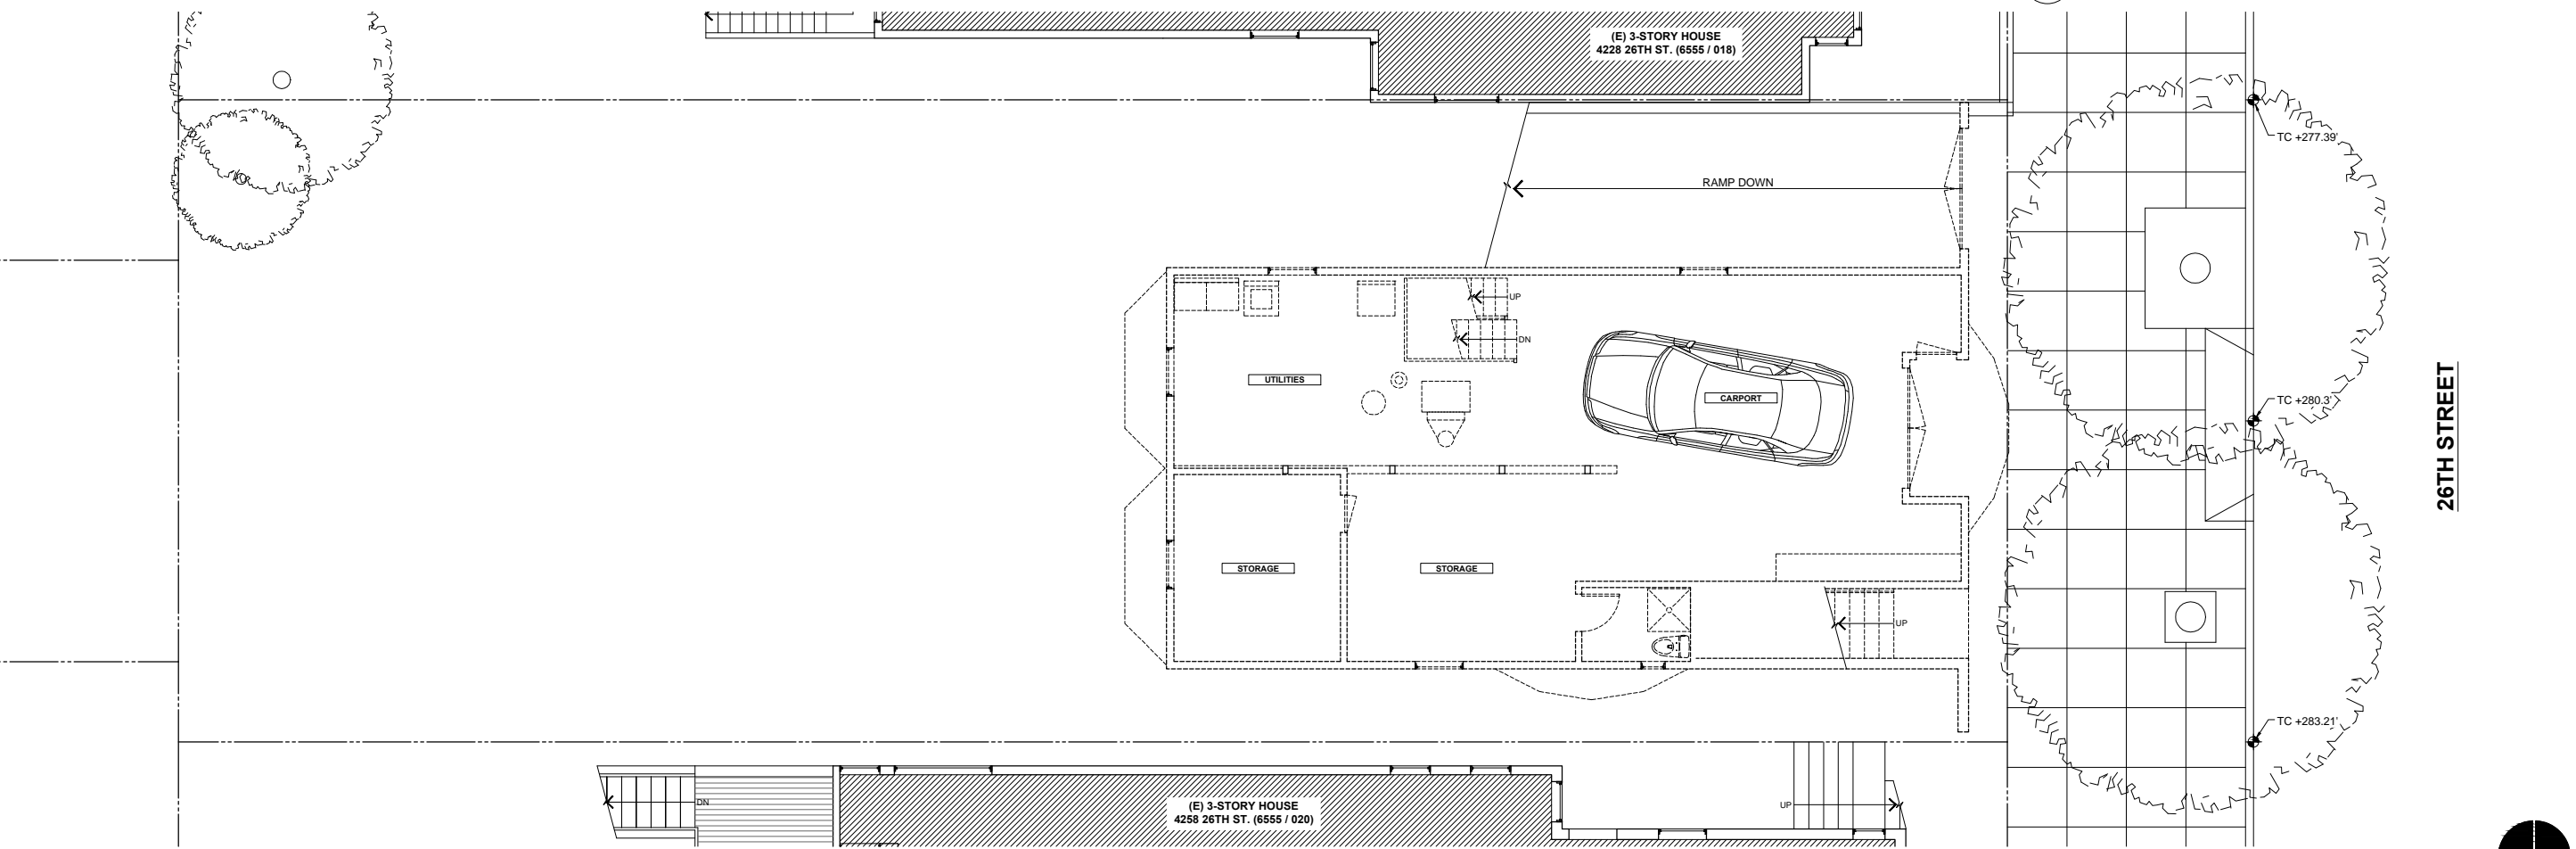 (E) 3-STORY HOUSE
4228 26TH ST. (6555 / 018)
TC +277.39'
RAMP DOWN
UP
DN
UTILITIES
CARPORT
TC +280.3'
26TH STREET
STORAGE
STORAGE
UP
TC +283.21'
DN
(E) 3-STORY HOUSE
4258 26TH ST. (6555 / 020)
UP